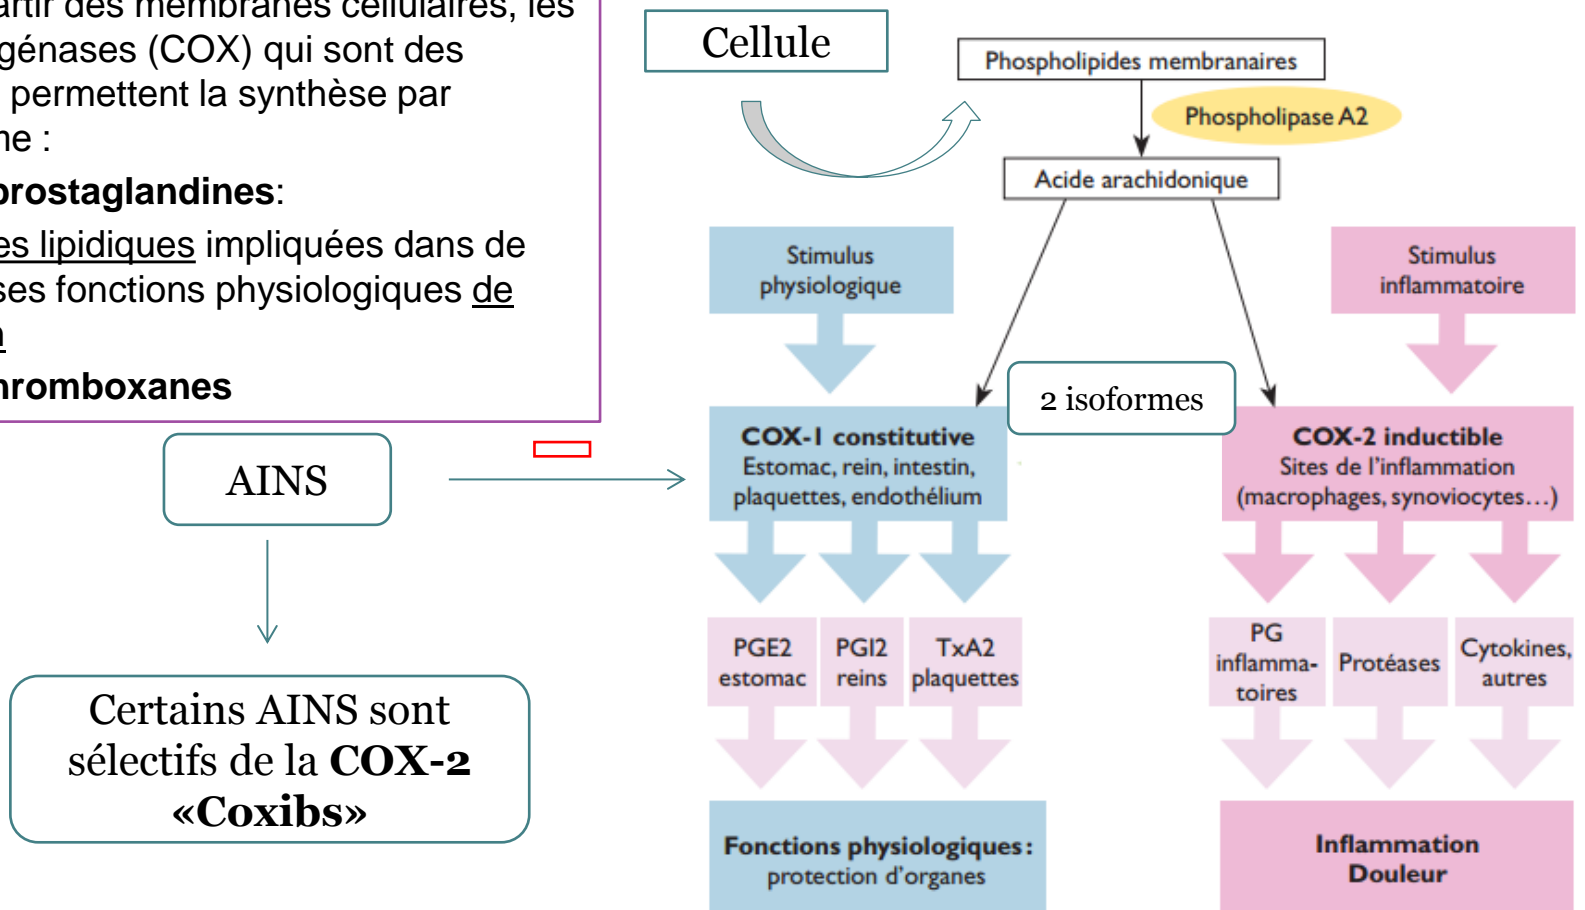 artir des membranes cellulaires, les
génases (COX) qui sont des
permettent la synthèse par
me :
prostaglandines:
es lipidiques impliquées dans de
ses fonctions physiologiques de
n
hromboxanes
Cellule
Phospholipides membranaires
Phospholipase A2
Acide arachidonique
Stimulus
physiologique
Stimulus
inflammatoire
2 isoformes
COX-1 constitutive
Estomac, rein, intestin,
plaquettes, endothélium
COX-2 inductible
Sites de l'inflammation
(macrophages, synoviocytes…)
AINS
PGE2
estomac
PGI2
reins
TxA2
plaquettes
PG
inflamma-
toires
Protéases
Cytokines,
autres
Certains AINS sont
sélectifs de la COX-2
«Coxibs»
Fonctions physiologiques :
protection d'organes
Inflammation
Douleur